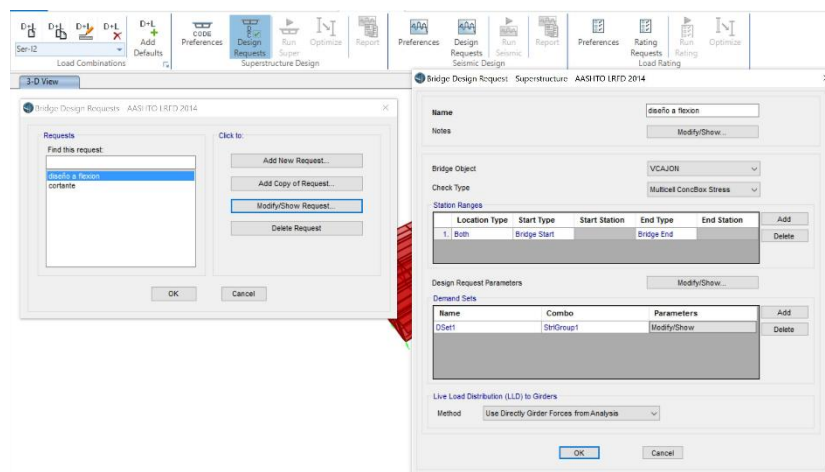 D+L D+L D+L D+L D+L
Add Defaults
Ser-I2
Load Combinations
CODE
Preferences
Design Requests
Run Super
Optimize
Report
Superstructure Design
Preferences
Design Requests
Run Seismic
Report
Seismic Design
Preferences
Rating Requests
Run Rating
Optimize
Load Rating
3-D View
Bridge Design Requests - AASHTO LRFD 2014
Requests
Find this request:
diseño a flexion
cortante
Click to:
Add New Request...
Add Copy of Request...
Modify/Show Request...
Delete Request
OK Cancel
Bridge Design Request - Superstructure - AASHTO LRFD 2014
Name diseño a flexion
Notes Modify/Show...
Bridge Object VCAJON
Check Type Multicell ConcBox Stress
Station Ranges
Location Type Start Type Start Station End Type End Station Add
1. Both Bridge Start Bridge End Delete
Design Request Parameters Modify/Show...
Demand Sets
Name Combo Parameters Add
DSet1 StriGroup1 Modify/Show Delete
Live Load Distribution (LLD) to Girders
Method Use Directly Girder Forces from Analysis
OK Cancel